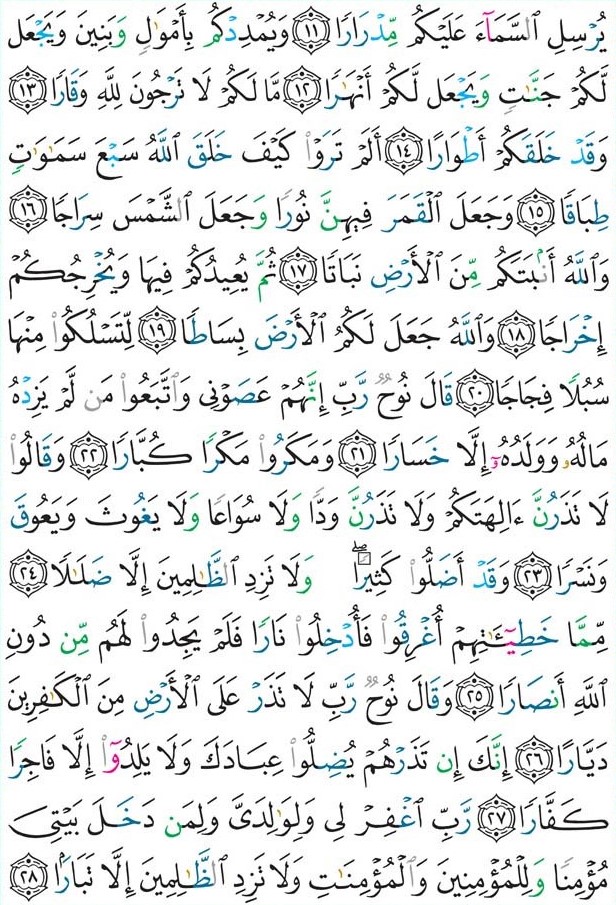 يُرْسِلِ ٱلسَّمَآءَ عَلَيْكُم مِّدْرَارًا ١١ وَيُمْدِدْكُم بِأَمْوَٰلٍ وَبَنِينَ وَيَجْعَل
لَّكُمْ جَنَّـٰتٍ وَيَجْعَل لَّكُمْ أَنْهَـٰرًا ١٢ مَّا لَكُمْ لَا تَرْجُونَ لِلَّهِ وَقَارًا ١٣
وَقَدْ خَلَقَكُمْ أَطْوَارًا ١٤ أَلَمْ تَرَوْا۟ كَيْفَ خَلَقَ ٱللَّهُ سَبْعَ سَمَـٰوَٰتٍ
طِبَاقًا ١٥ وَجَعَلَ ٱلْقَمَرَ فِيهِنَّ نُورًا وَجَعَلَ ٱلشَّمْسَ سِرَاجًا ١٦
وَٱللَّهُ أَنۢبَتَكُم مِّنَ ٱلْأَرْضِ نَبَاتًا ١٧ ثُمَّ يُعِيدُكُمْ فِيهَا وَيُخْرِجُكُمْ
إِخْرَاجًا ١٨ وَٱللَّهُ جَعَلَ لَكُمُ ٱلْأَرْضَ بِسَاطًا ١٩ لِّتَسْلُكُوا۟ مِنْهَا
سُبُلًا فِجَاجًا ٢٠ قَالَ نُوحٌ رَّبِّ إِنَّهُمْ عَصَوْنِى وَٱتَّبَعُوا۟ مَن لَّمْ يَزِدْهُ
مَالُهُۥ وَوَلَدُهُۥٓ إِلَّا خَسَارًا ٢١ وَمَكَرُوا۟ مَكْرًا كُبَّارًا ٢٢ وَقَالُوا۟
لَا تَذَرُنَّ ءَالِهَتَكُمْ وَلَا تَذَرُنَّ وَدًّا وَلَا سُوَاعًا وَلَا يَغُوثَ وَيَعُوقَ
وَنَسْرًا ٢٣ وَقَدْ أَضَلُّوا۟ كَثِيرًا ۖ وَلَا تَزِدِ ٱلظَّـٰلِمِينَ إِلَّا ضَلَـٰلًا ٢٤
مِّمَّا خَطِيٓـَٔـٰتِهِمْ أُغْرِقُوا۟ فَأُدْخِلُوا۟ نَارًا فَلَمْ يَجِدُوا۟ لَهُم مِّن دُونِ
ٱللَّهِ أَنصَارًا ٢٥ وَقَالَ نُوحٌ رَّبِّ لَا تَذَرْ عَلَى ٱلْأَرْضِ مِنَ ٱلْكَـٰفِرِينَ
دَيَّارًا ٢٦ إِنَّكَ إِن تَذَرْهُمْ يُضِلُّوا۟ عِبَادَكَ وَلَا يَلِدُوٓا۟ إِلَّا فَاجِرًا
كَفَّارًا ٢٧ رَّبِّ ٱغْفِرْ لِى وَلِوَٰلِدَىَّ وَلِمَن دَخَلَ بَيْتِىَ
مُؤْمِنًا وَلِلْمُؤْمِنِينَ وَٱلْمُؤْمِنَـٰتِ وَلَا تَزِدِ ٱلظَّـٰلِمِينَ إِلَّا تَبَارًۢا ٢٨